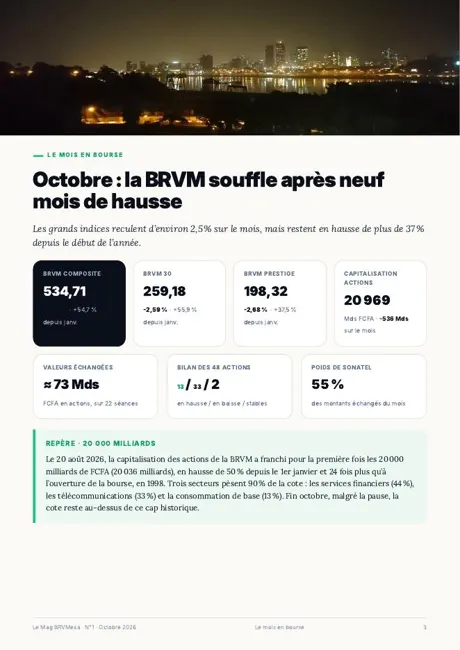 LE MOIS EN BOURSE
Octobre : la BRVM souffle après neuf
mois de hausse
Les grands indices reculent d'environ 2,5 % sur le mois, mais restent en hausse de plus de 37 %
depuis le début de l'année.
BRVM COMPOSITE
534,71
· +54,7 %
depuis janv.
BRVM 30
259,18
-2,59 % · +55,9 %
depuis janv.
BRVM PRESTIGE
198,32
-2,68 % · +37,5 %
depuis janv.
CAPITALISATION
ACTIONS
20 969
Mds FCFA · -536 Mds
sur le mois
VALEURS ÉCHANGÉES
≈ 73 Mds
FCFA en actions, sur 22 séances
BILAN DES 48 ACTIONS
13 / 33 / 2
en hausse / en baisse / stables
POIDS DE SONATEL
55 %
des montants échangés du mois
REPÈRE · 20 000 MILLIARDS
Le 20 août 2026, la capitalisation des actions de la BRVM a franchi pour la première fois les 20 000
milliards de FCFA (20 036 milliards), en hausse de 50 % depuis le 1er janvier et 24 fois plus qu'à
l'ouverture de la bourse, en 1998. Trois secteurs pèsent 90 % de la cote : les services financiers (44 %),
les télécommunications (33 %) et la consommation de base (13 %). Fin octobre, malgré la pause, la
cote reste au-dessus de ce cap historique.
Le Mag BRVMesa · N°1 · Octobre 2026
Le mois en bourse